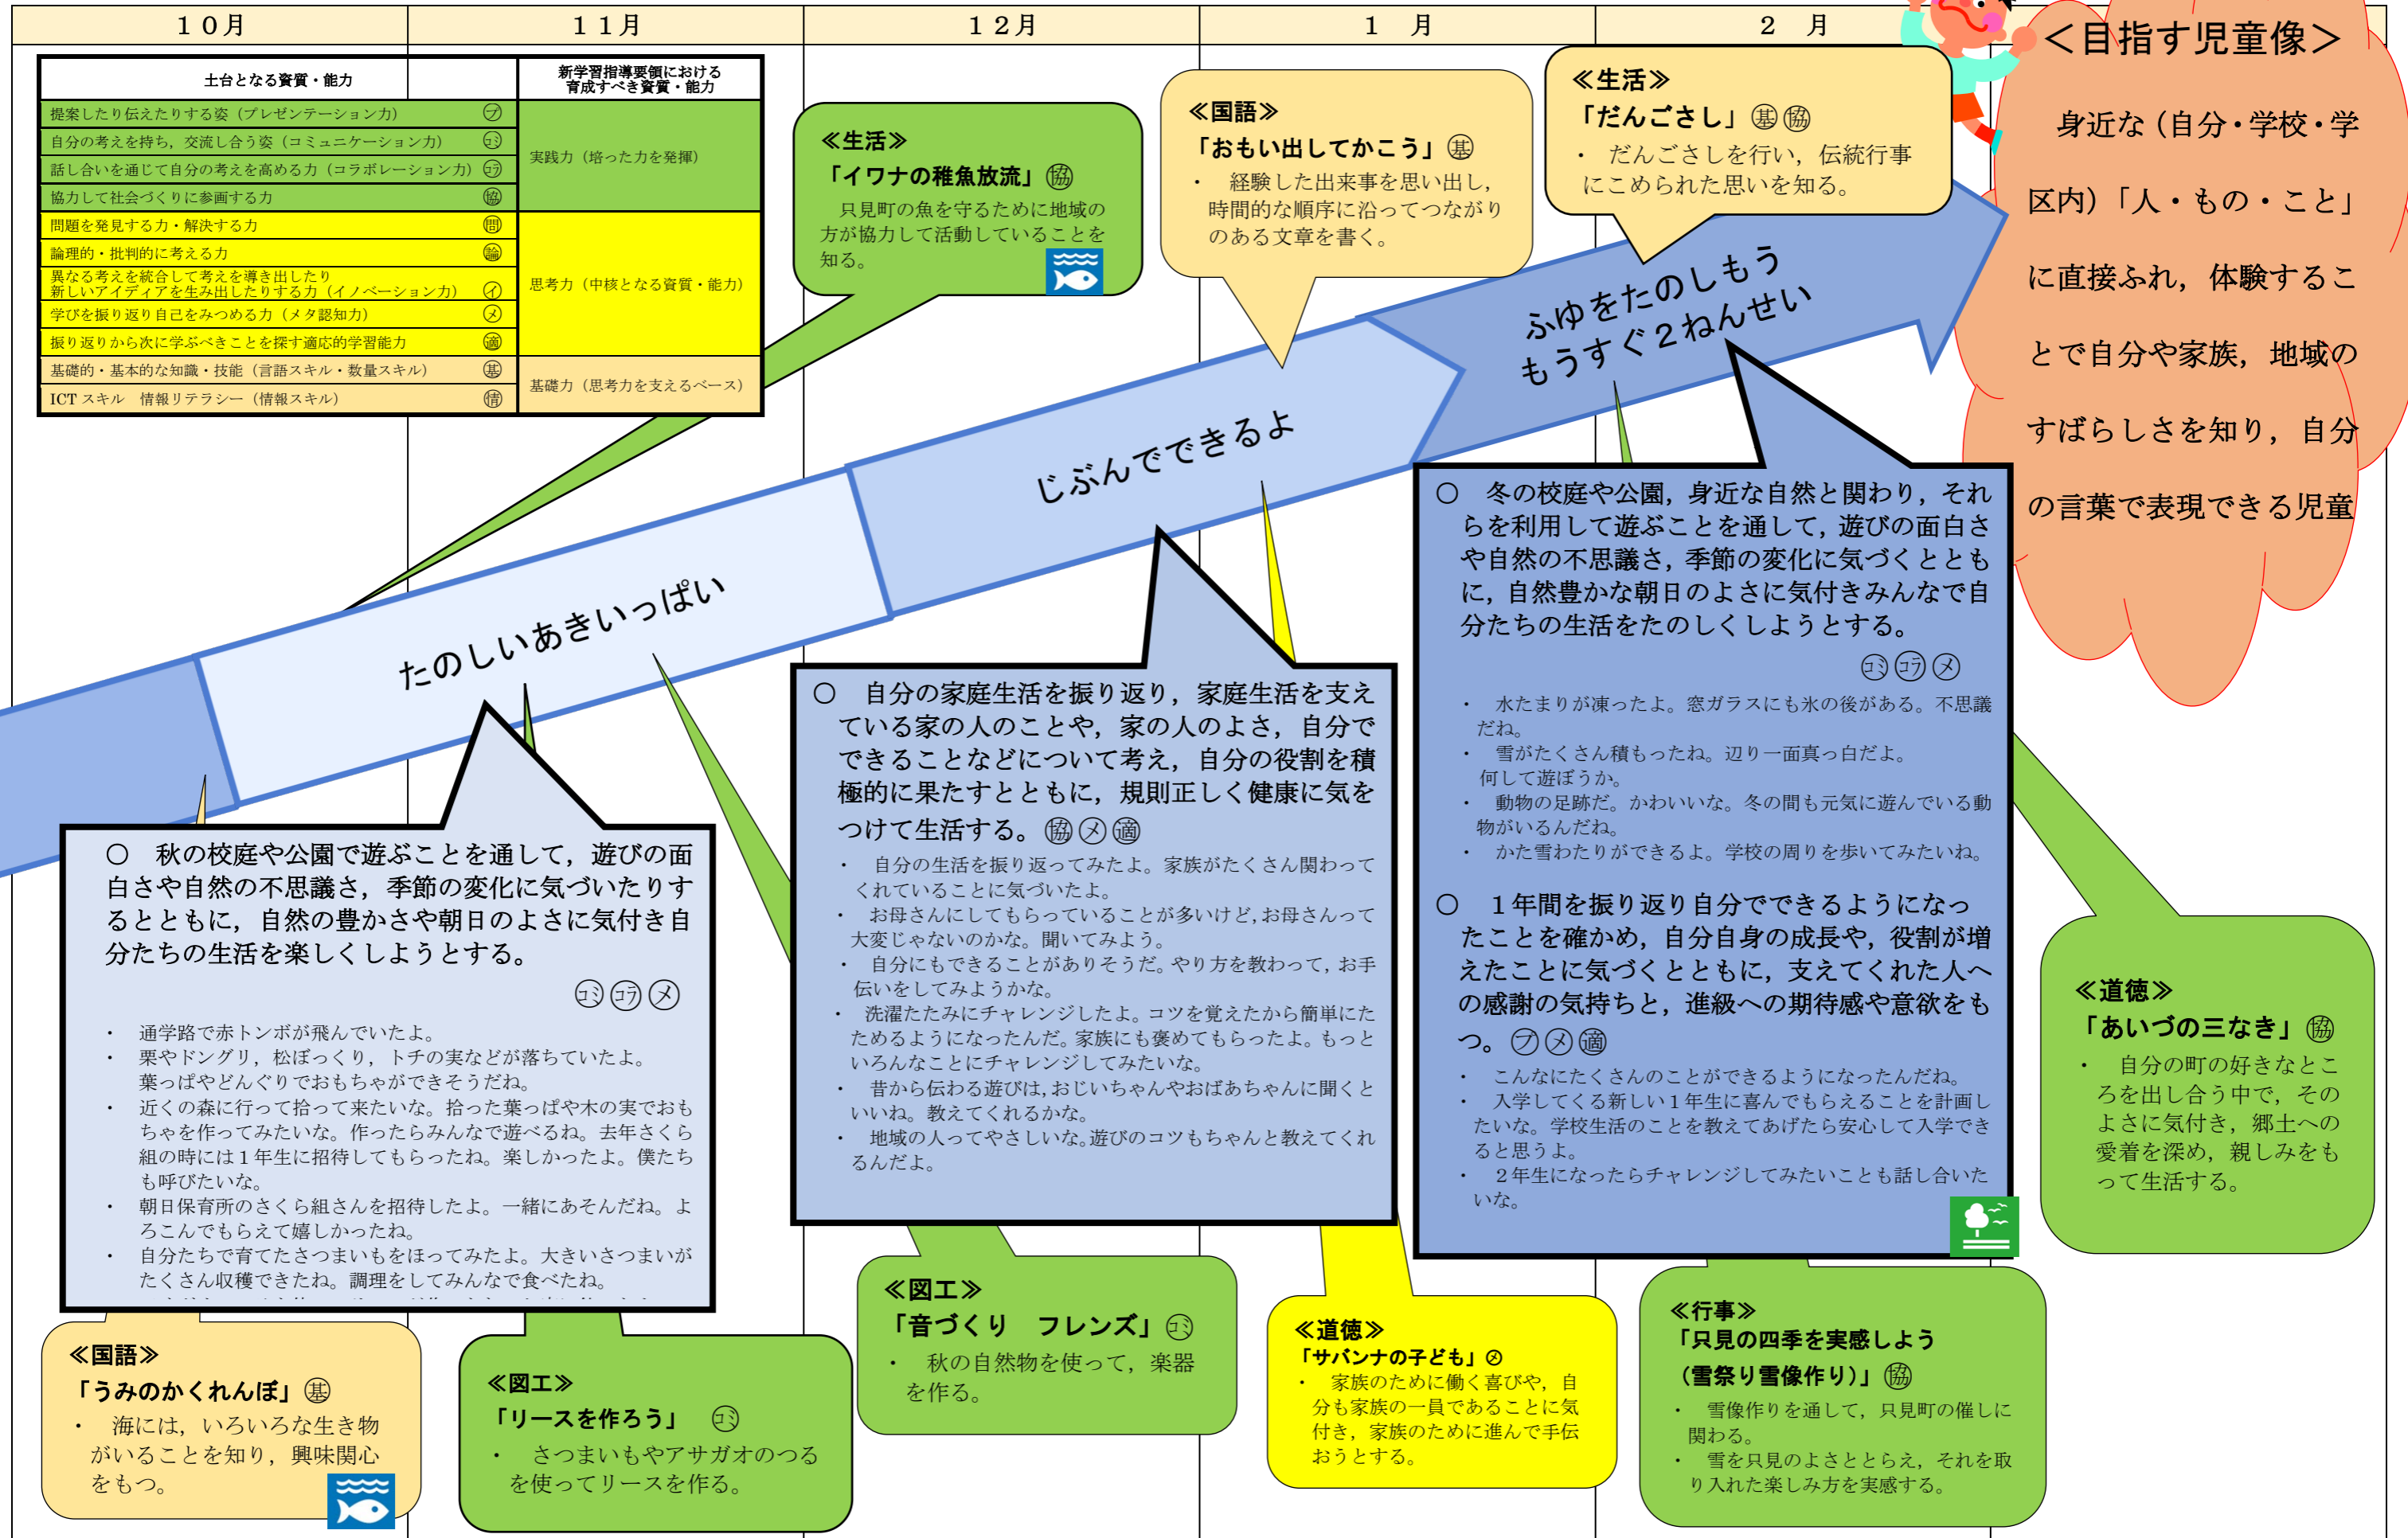 10月
11月
12月
1 月
2 月
土台となる資質・能力
新学習指導要領における
育成すべき資質・能力
提案したり伝えたりする姿（プレゼンテーション力） プ
自分の考えを持ち，交流し合う姿（コミュニケーション力） コミ
話し合いを通じて自分の考えを高める力（コラボレーション力） コラ
協力して社会づくりに参画する力 協
実践力（培った力を発揮）
問題を発見する力・解決する力 問
論理的・批判的に考える力 論
異なる考えを統合して考えを導き出したり
新しいアイディアを生み出したりする力（イノベーション力） イ
学びを振り返り自己をみつめる力（メタ認知力） メ
振り返りから次に学ぶべきことを探す適応的学習能力 適
思考力（中核となる資質・能力）
基礎的・基本的な知識・技能（言語スキル・数量スキル） 基
ICT スキル　情報リテラシー（情報スキル） 情
基礎力（思考力を支えるベース）
≪生活≫
「イワナの稚魚放流」協
只見町の魚を守るために地域の
方が協力して活動していることを
知る。
≪国語≫
「おもい出してかこう」基
・　経験した出来事を思い出し，
時間的な順序に沿ってつながり
のある文章を書く。
≪生活≫
「だんごさし」基協
・　だんごさしを行い，伝統行事
にこめられた思いを知る。
＜目指す児童像＞
身近な（自分・学校・学
区内）「人・もの・こと」
に直接ふれ，体験するこ
とで自分や家族，地域の
すばらしさを知り，自分
の言葉で表現できる児童
たのしいあきいっぱい
じぶんでできるよ
ふゆをたのしもう
もうすぐ２ねんせい
○　秋の校庭や公園で遊ぶことを通して，遊びの面
白さや自然の不思議さ，季節の変化に気づいたりす
るとともに，自然の豊かさや朝日のよさに気付き自
分たちの生活を楽しくしようとする。
コミ コラ メ
・　通学路で赤トンボが飛んでいたよ。
・　栗やドングリ，松ぼっくり，トチの実などが落ちていたよ。
葉っぱやどんぐりでおもちゃができそうだね。
・　近くの森に行って拾って来たいな。拾った葉っぱや木の実でおも
ちゃを作ってみたいな。作ったらみんなで遊べるね。去年さくら
組の時には１年生に招待してもらったね。楽しかったよ。僕たち
も呼びたいな。
・　朝日保育所のさくら組さんを招待したよ。一緒にあそんだね。よ
ろこんでもらえて嬉しかったね。
・　自分たちで育てたさつまいもをほってみたよ。大きいさつまいが
たくさん収穫できたね。調理をしてみんなで食べたね。
○　自分の家庭生活を振り返り，家庭生活を支え
ている家の人のことや，家の人のよさ，自分で
できることなどについて考え，自分の役割を積
極的に果たすとともに，規則正しく健康に気を
つけて生活する。協 メ 適
・　自分の生活を振り返ってみたよ。家族がたくさん関わって
くれていることに気づいたよ。
・　お母さんにしてもらっていることが多いけど，お母さんって
大変じゃないのかな。聞いてみよう。
・　自分にもできることがありそうだ。やり方を教わって，お手
伝いをしてみようかな。
・　洗濯たたみにチャレンジしたよ。コツを覚えたから簡単にた
ためるようになったんだ。家族にも褒めてもらったよ。もっと
いろんなことにチャレンジしてみたいな。
・　昔から伝わる遊びは，おじいちゃんやおばあちゃんに聞くと
いいね。教えてくれるかな。
・　地域の人ってやさしいな。遊びのコツもちゃんと教えてくれ
るんだよ。
○　冬の校庭や公園，身近な自然と関わり，それ
らを利用して遊ぶことを通して，遊びの面白さ
や自然の不思議さ，季節の変化に気づくととも
に，自然豊かな朝日のよさに気付きみんなで自
分たちの生活をたのしくしようとする。
コミ コラ メ
・　水たまりが凍ったよ。窓ガラスにも氷の後がある。不思議
だね。
・　雪がたくさん積もったね。辺り一面真っ白だよ。
何して遊ぼうか。
・　動物の足跡だ。かわいいな。冬の間も元気に遊んでいる動
物がいるんだね。
・　かた雪わたりができるよ。学校の周りを歩いてみたいね。
○　１年間を振り返り自分でできるようになっ
たことを確かめ，自分自身の成長や，役割が増
えたことに気づくとともに，支えてくれた人へ
の感謝の気持ちと，進級への期待感や意欲をも
つ。プ メ 適
・　こんなにたくさんのことができるようになったんだね。
・　入学してくる新しい１年生に喜んでもらえることを計画し
たいな。学校生活のことを教えてあげたら安心して入学でき
ると思うよ。
・　２年生になったらチャレンジしてみたいことも話し合いた
いな。
≪道徳≫
「あいづの三なき」協
・　自分の町の好きなとこ
ろを出し合う中で，その
よさに気付き，郷土への
愛着を深め，親しみをも
って生活する。
≪国語≫
「うみのかくれんぼ」基
・　海には，いろいろな生き物
がいることを知り，興味関心
をもつ。
≪図工≫
「リースを作ろう」　コミ
・　さつまいもやアサガオのつる
を使ってリースを作る。
≪図工≫
「音づくり　フレンズ」コミ
・　秋の自然物を使って，楽器
を作る。
≪道徳≫
「サバンナの子ども」メ
・　家族のために働く喜びや，自
分も家族の一員であることに気
付き，家族のために進んで手伝
おうとする。
≪行事≫
「只見の四季を実感しよう
（雪祭り雪像作り）」協
・　雪像作りを通して，只見町の催しに
関わる。
・　雪を只見のよさととらえ，それを取
り入れた楽しみ方を実感する。